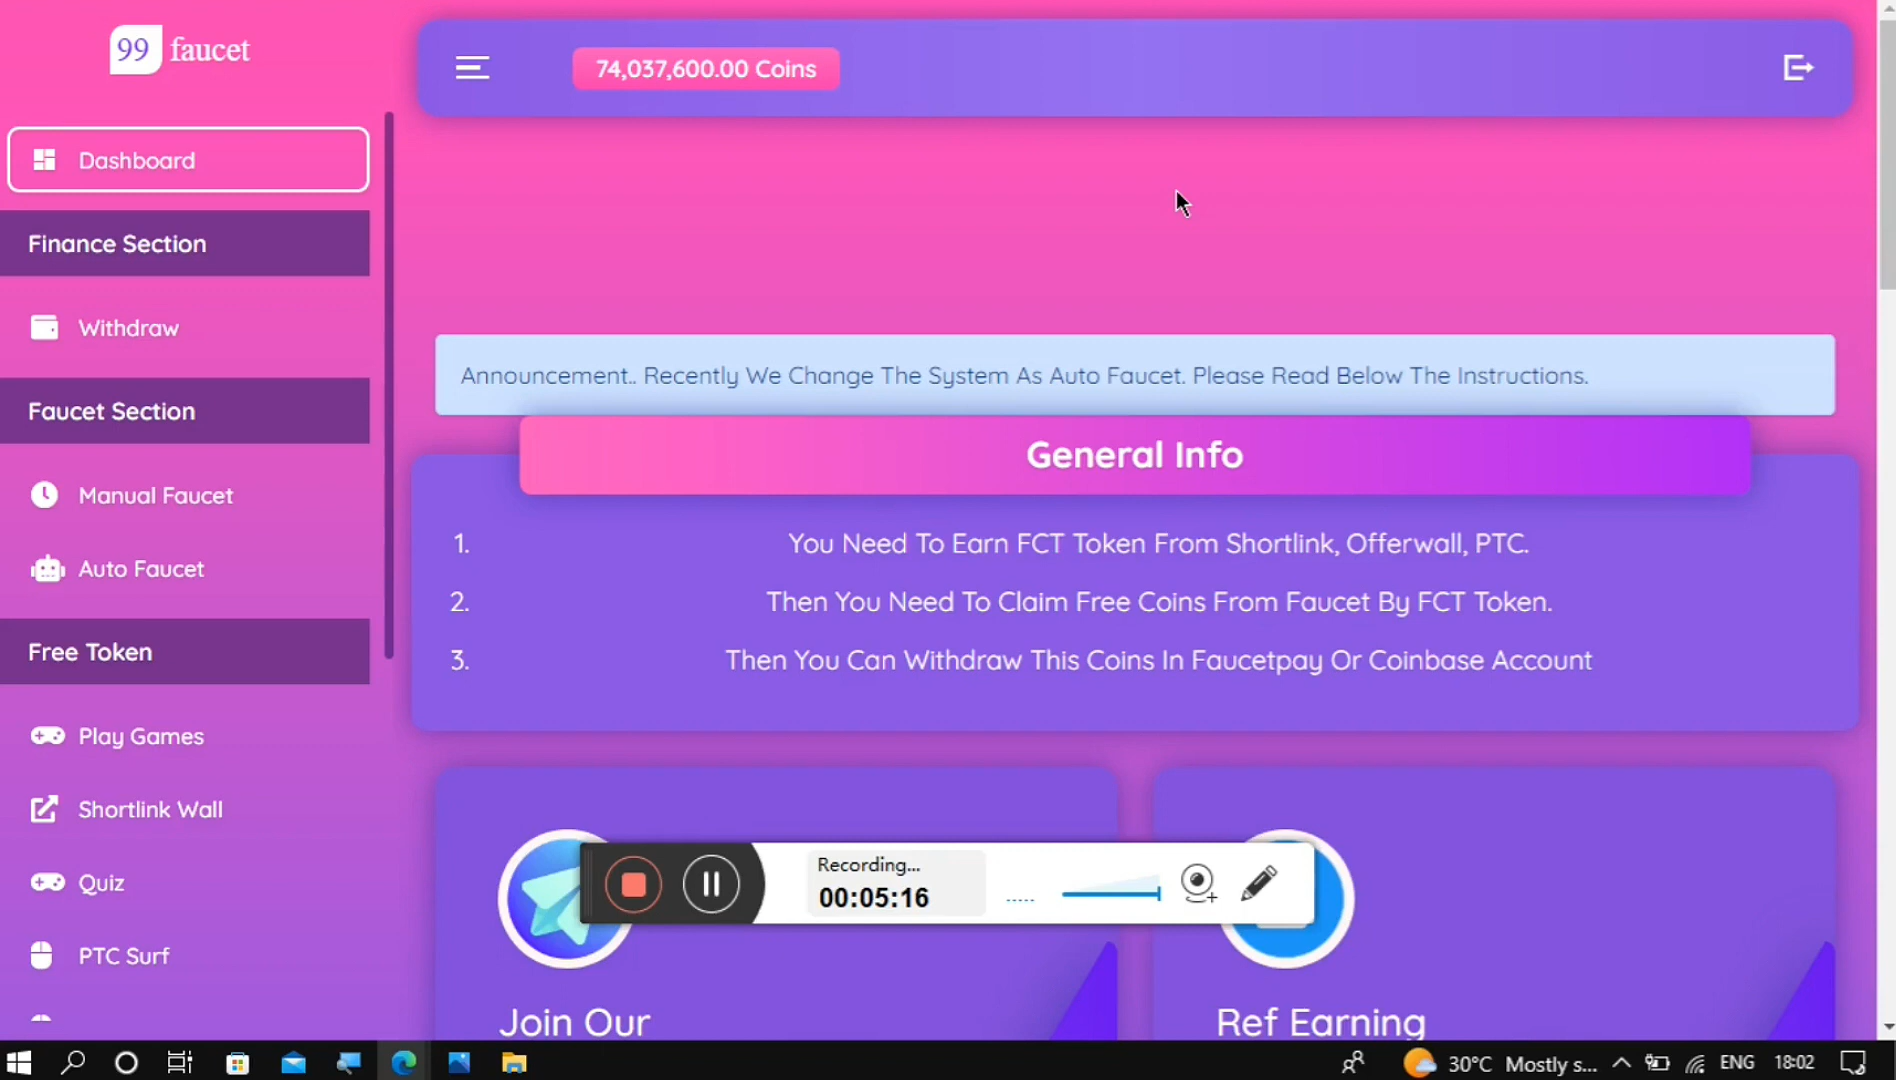 99 faucet
74,037,600.00 Coins
Dashboard
Finance Section
Withdraw
Faucet Section
Manual Faucet
Auto Faucet
Free Token
Play Games
Shortlink Wall
Quiz
PTC Surf
Announcement.. Recently We Change The System As Auto Faucet. Please Read Below The Instructions.
General Info
1. You Need To Earn FCT Token From Shortlink, Offerwall, PTC.
2. Then You Need To Claim Free Coins From Faucet By FCT Token.
3. Then You Can Withdraw This Coins In Faucetpay Or Coinbase Account
Recording...
00:05:16
Join Our
Ref Earning
30°C Mostly s... ENG 18:02